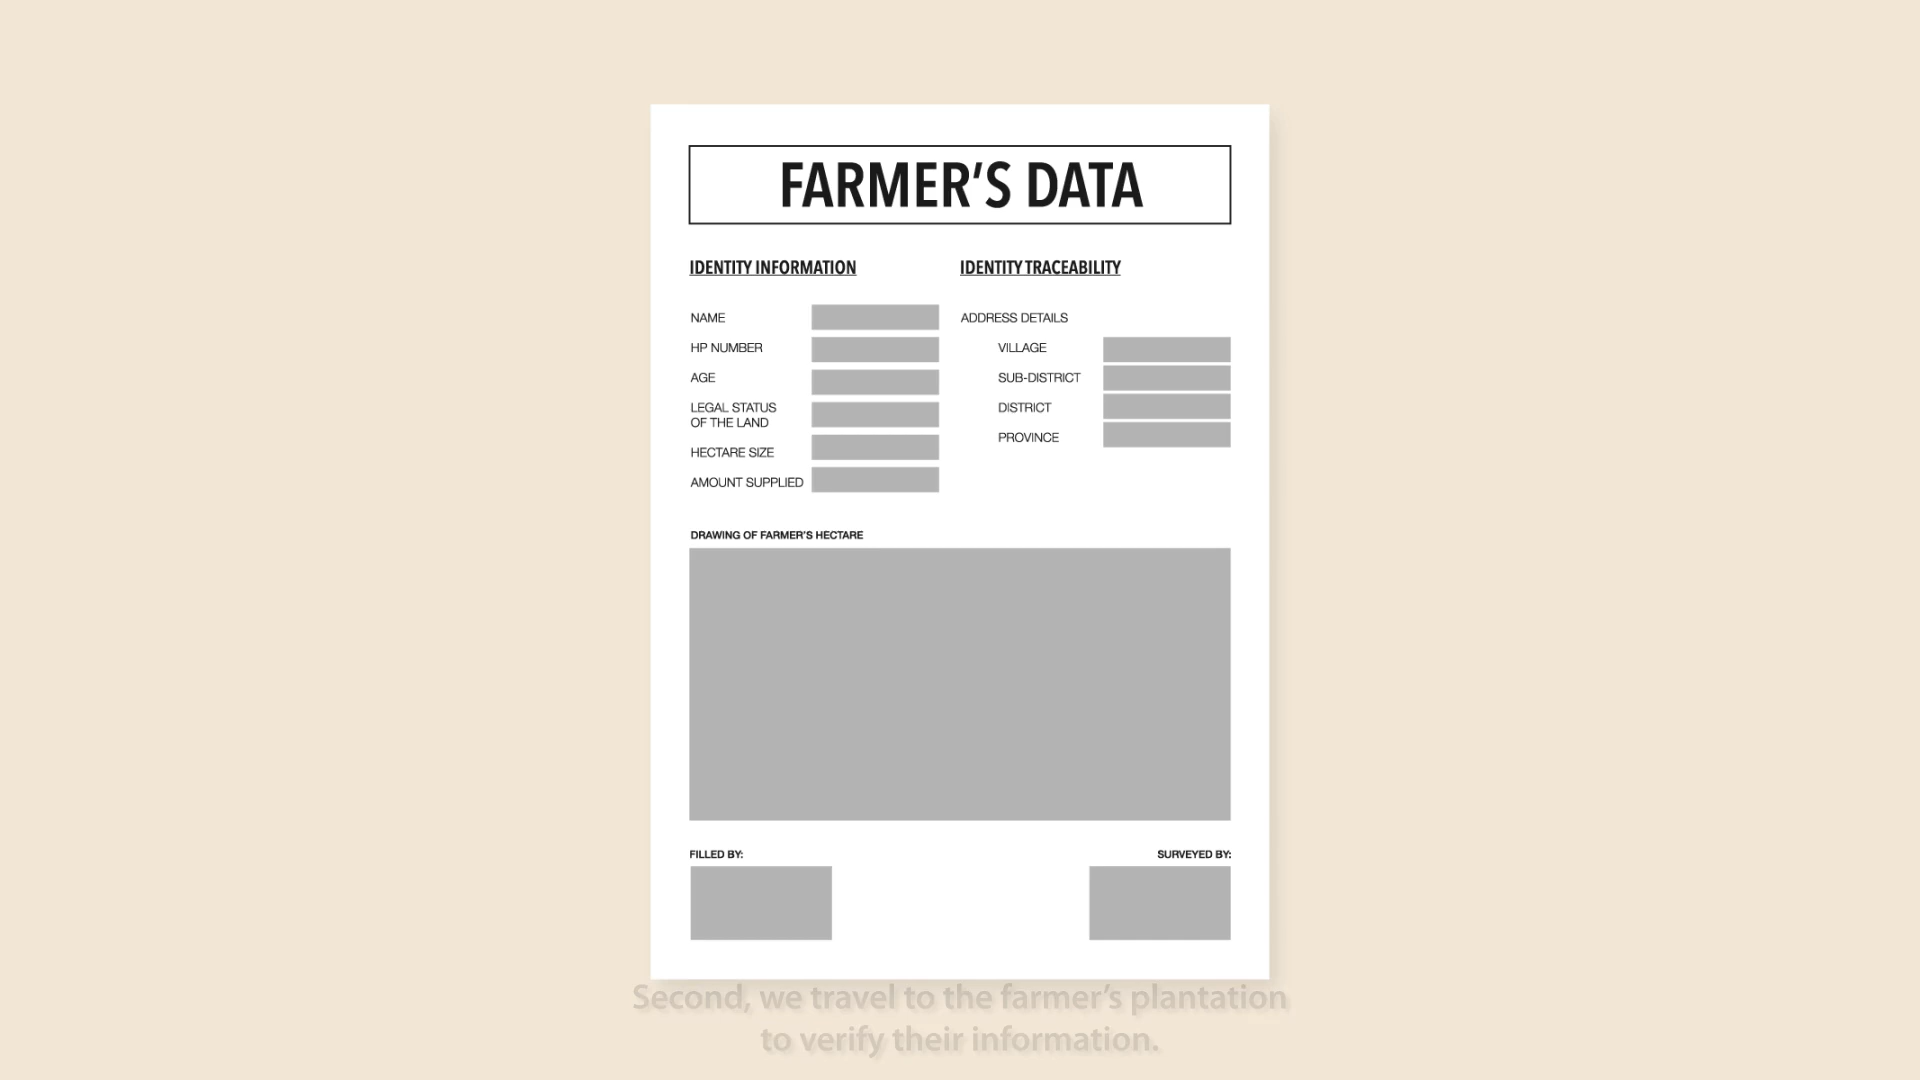 FARMER'S DATA
IDENTITY INFORMATION
NAME
HP NUMBER
AGE
LEGAL STATUS
OF THE LAND
HECTARE SIZE
AMOUNT SUPPLIED
IDENTITY TRACEABILITY
ADDRESS DETAILS
VILLAGE
SUB-DISTRICT
DISTRICT
PROVINCE
DRAWING OF FARMER'S HECTARE
FILLED BY:
SURVEYED BY:
Second, we travel to the farmer's plantation
to verify their information.